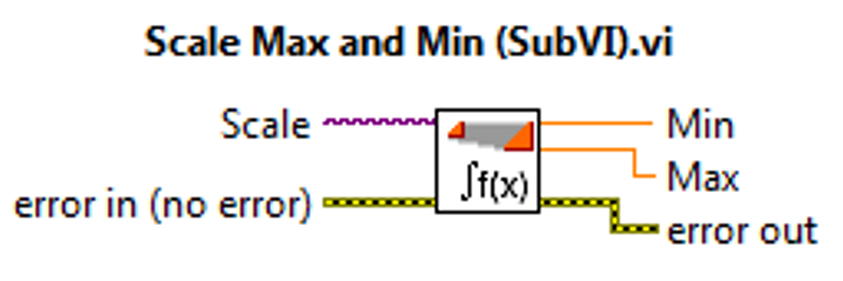 Scale Max and Min (SubVI).vi
Scale
Min
∫f(x)
Max
error in (no error)
error out